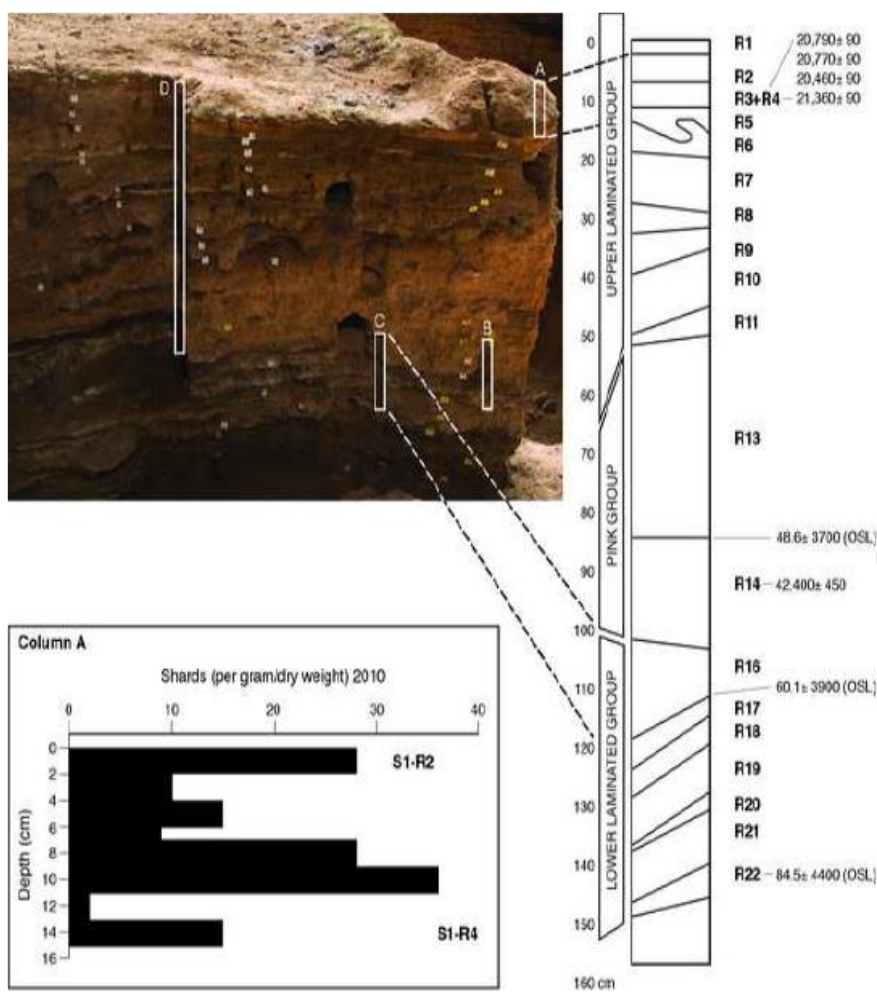 D
A
C
B
0
10
20
30
40
50
60
70
80
90
100
110
120
130
140
150
160 cm
UPPER LAMINATED GROUP
PINK GROUP
LOWER LAMINATED GROUP
R1
R2
R3+R4
R5
R6
R7
R8
R9
R10
R11
R13
R14
R16
R17
R18
R19
R20
R21
R22
20,790± 90
20,770± 90
20,460± 90
21,360± 90
48.6± 3700 (OSL)
42,400± 450
60.1± 3900 (OSL)
84.5± 4400 (OSL)
Column A
Shards (per gram/dry weight) 2010
0 10 20 30 40
Depth (cm)
0
2
4
6
8
10
12
14
16
S1-R2
S1-R4